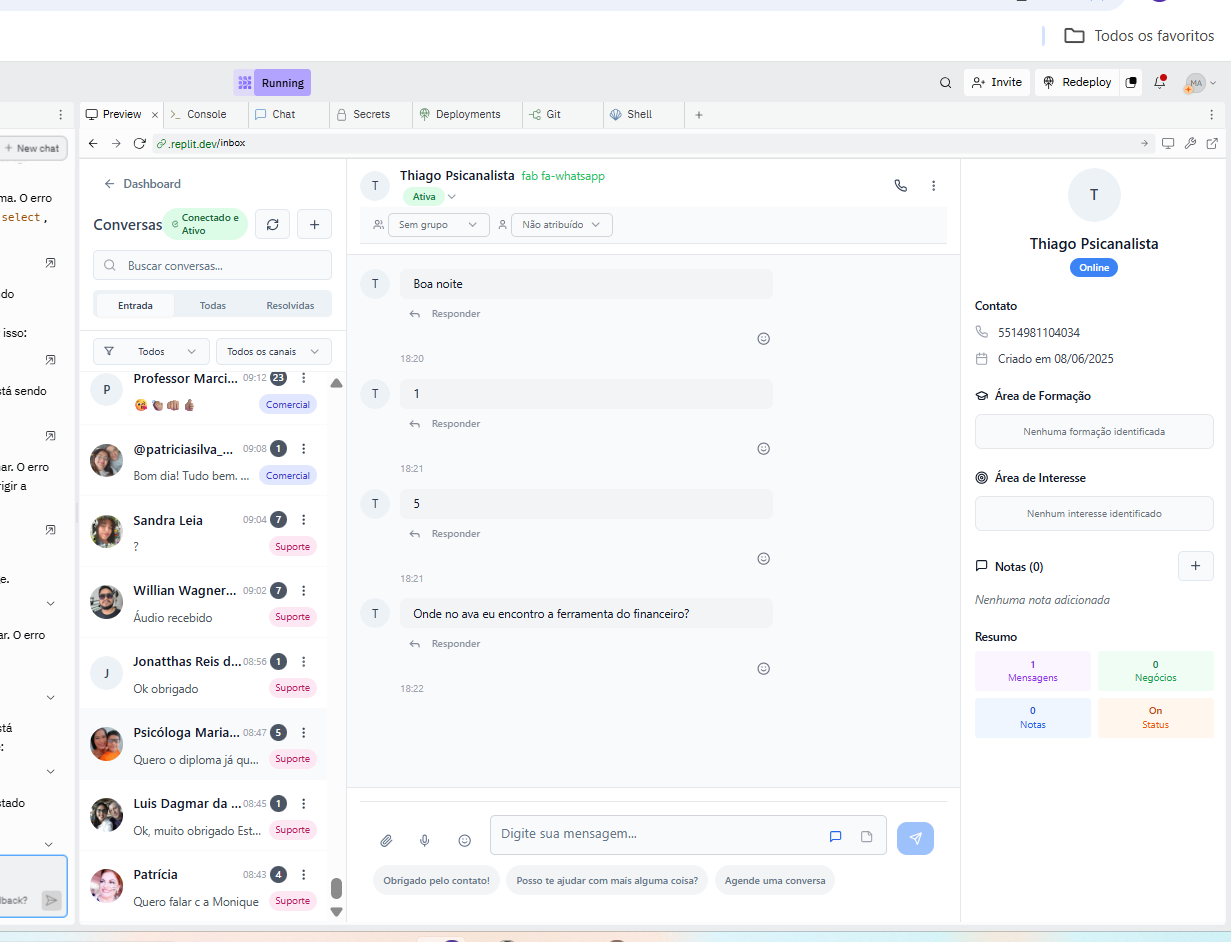 Todos os favoritos
Running
Invite
Redeploy
MA
Preview
Console
Chat
Secrets
Deployments
Git
Shell
New chat
.replit.dev/inbox
ma. O erro
select,
do
isso:
stá sendo
ar. O erro
rigir a
e.
ar. O erro
stá
:
stado
lback?
Dashboard
Conversas
Conectado e
Ativo
Buscar conversas...
Entrada
Todas
Resolvidas
Todos
Todos os canais
P
Professor Marci...
09:12
23
Comercial
@patriciasilva_...
09:08
1
Bom dia! Tudo bem. ...
Comercial
Sandra Leia
09:04
7
?
Suporte
Willian Wagner...
09:02
7
Áudio recebido
Suporte
J
Jonatthas Reis d...
08:56
1
Ok obrigado
Suporte
Psicóloga Maria...
08:47
5
Quero o diploma já qu...
Suporte
Luis Dagmar da ...
08:45
1
Ok, muito obrigado Est...
Suporte
Patrícia
08:43
4
Quero falar c a Monique
Suporte
T
Thiago Psicanalista
fab fa-whatsapp
Ativa
Sem grupo
Não atribuído
T
Boa noite
Responder
18:20
T
1
Responder
18:21
T
5
Responder
18:21
T
Onde no ava eu encontro a ferramenta do financeiro?
Responder
18:22
Digite sua mensagem...
Obrigado pelo contato!
Posso te ajudar com mais alguma coisa?
Agende uma conversa
T
Thiago Psicanalista
Online
Contato
5514981104034
Criado em 08/06/2025
Área de Formação
Nenhuma formação identificada
Área de Interesse
Nenhum interesse identificado
Notas (0)
Nenhuma nota adicionada
Resumo
1
Mensagens
0
Negócios
0
Notas
On
Status